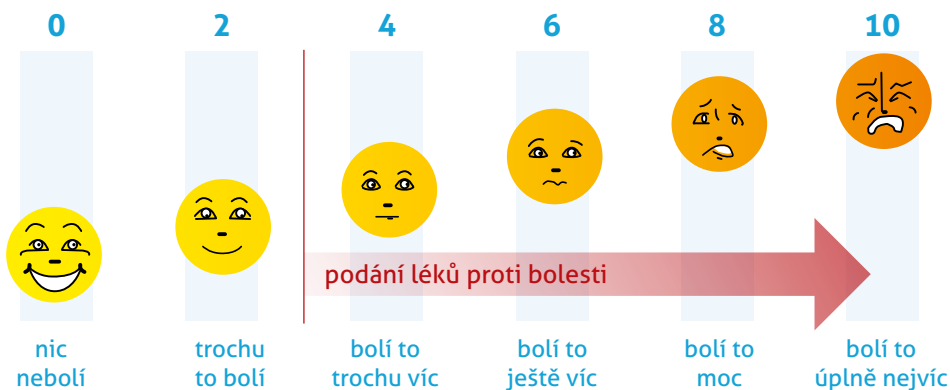 0 2 4 6 8 10
podání léků proti bolesti
nic
nebolí
trochu
to bolí
bolí to
trochu víc
bolí to
ještě víc
bolí to
moc
bolí to
úplně nejvíc